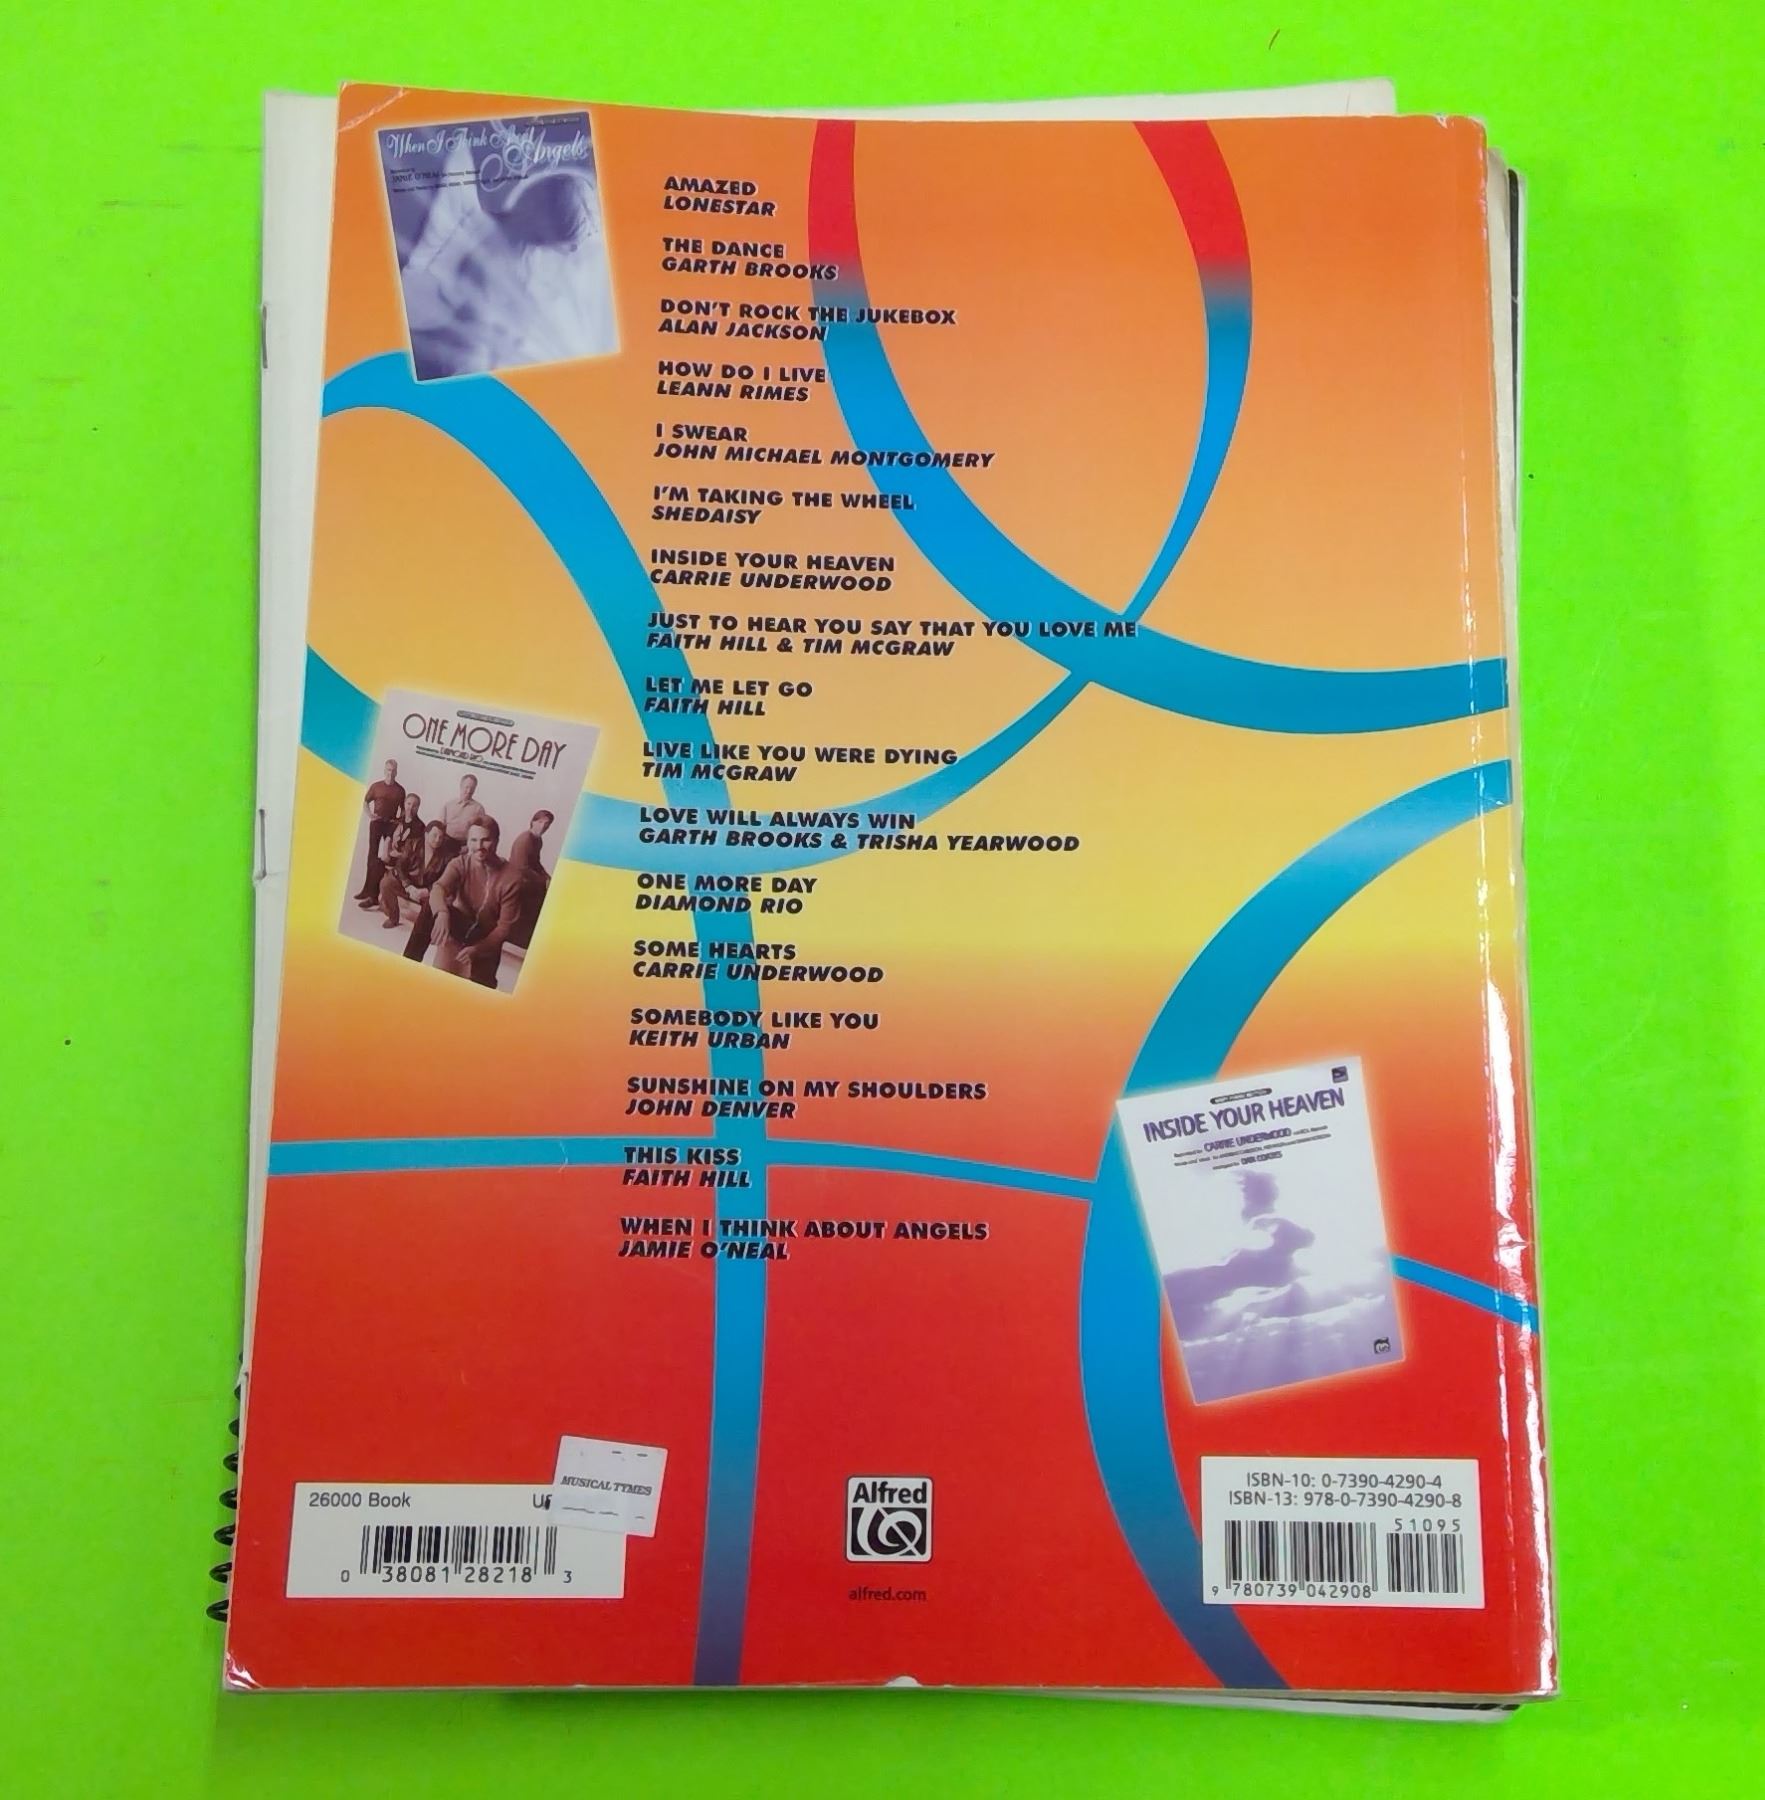 When I Think About
Angels
AMAZED
LONESTAR
THE DANCE
GARTH BROOKS
DON'T ROCK THE JUKEBOX
ALAN JACKSON
HOW DO I LIVE
LEANN RIMES
I SWEAR
JOHN MICHAEL MONTGOMERY
I'M TAKING THE WHEEL
SHEDAISY
INSIDE YOUR HEAVEN
CARRIE UNDERWOOD
JUST TO HEAR YOU SAY THAT YOU LOVE ME
FAITH HILL & TIM MCGRAW
LET ME LET GO
FAITH HILL
LIVE LIKE YOU WERE DYING
TIM MCGRAW
LOVE WILL ALWAYS WIN
GARTH BROOKS & TRISHA YEARWOOD
ONE MORE DAY
DIAMOND RIO
SOME HEARTS
CARRIE UNDERWOOD
SOMEBODY LIKE YOU
KEITH URBAN
SUNSHINE ON MY SHOULDERS
JOHN DENVER
THIS KISS
FAITH HILL
WHEN I THINK ABOUT ANGELS
JAMIE O'NEAL
ONE MORE DAY
DIAMOND RIO
INSIDE YOUR HEAVEN
CARRIE UNDERWOOD
DAN COATES
26000 Book
MUSICAL TYMES
0 38081 28218 3
Alfred
alfred.com
ISBN-10: 0-7390-4290-4
ISBN-13: 978-0-7390-4290-8
51095
9 780739 042908